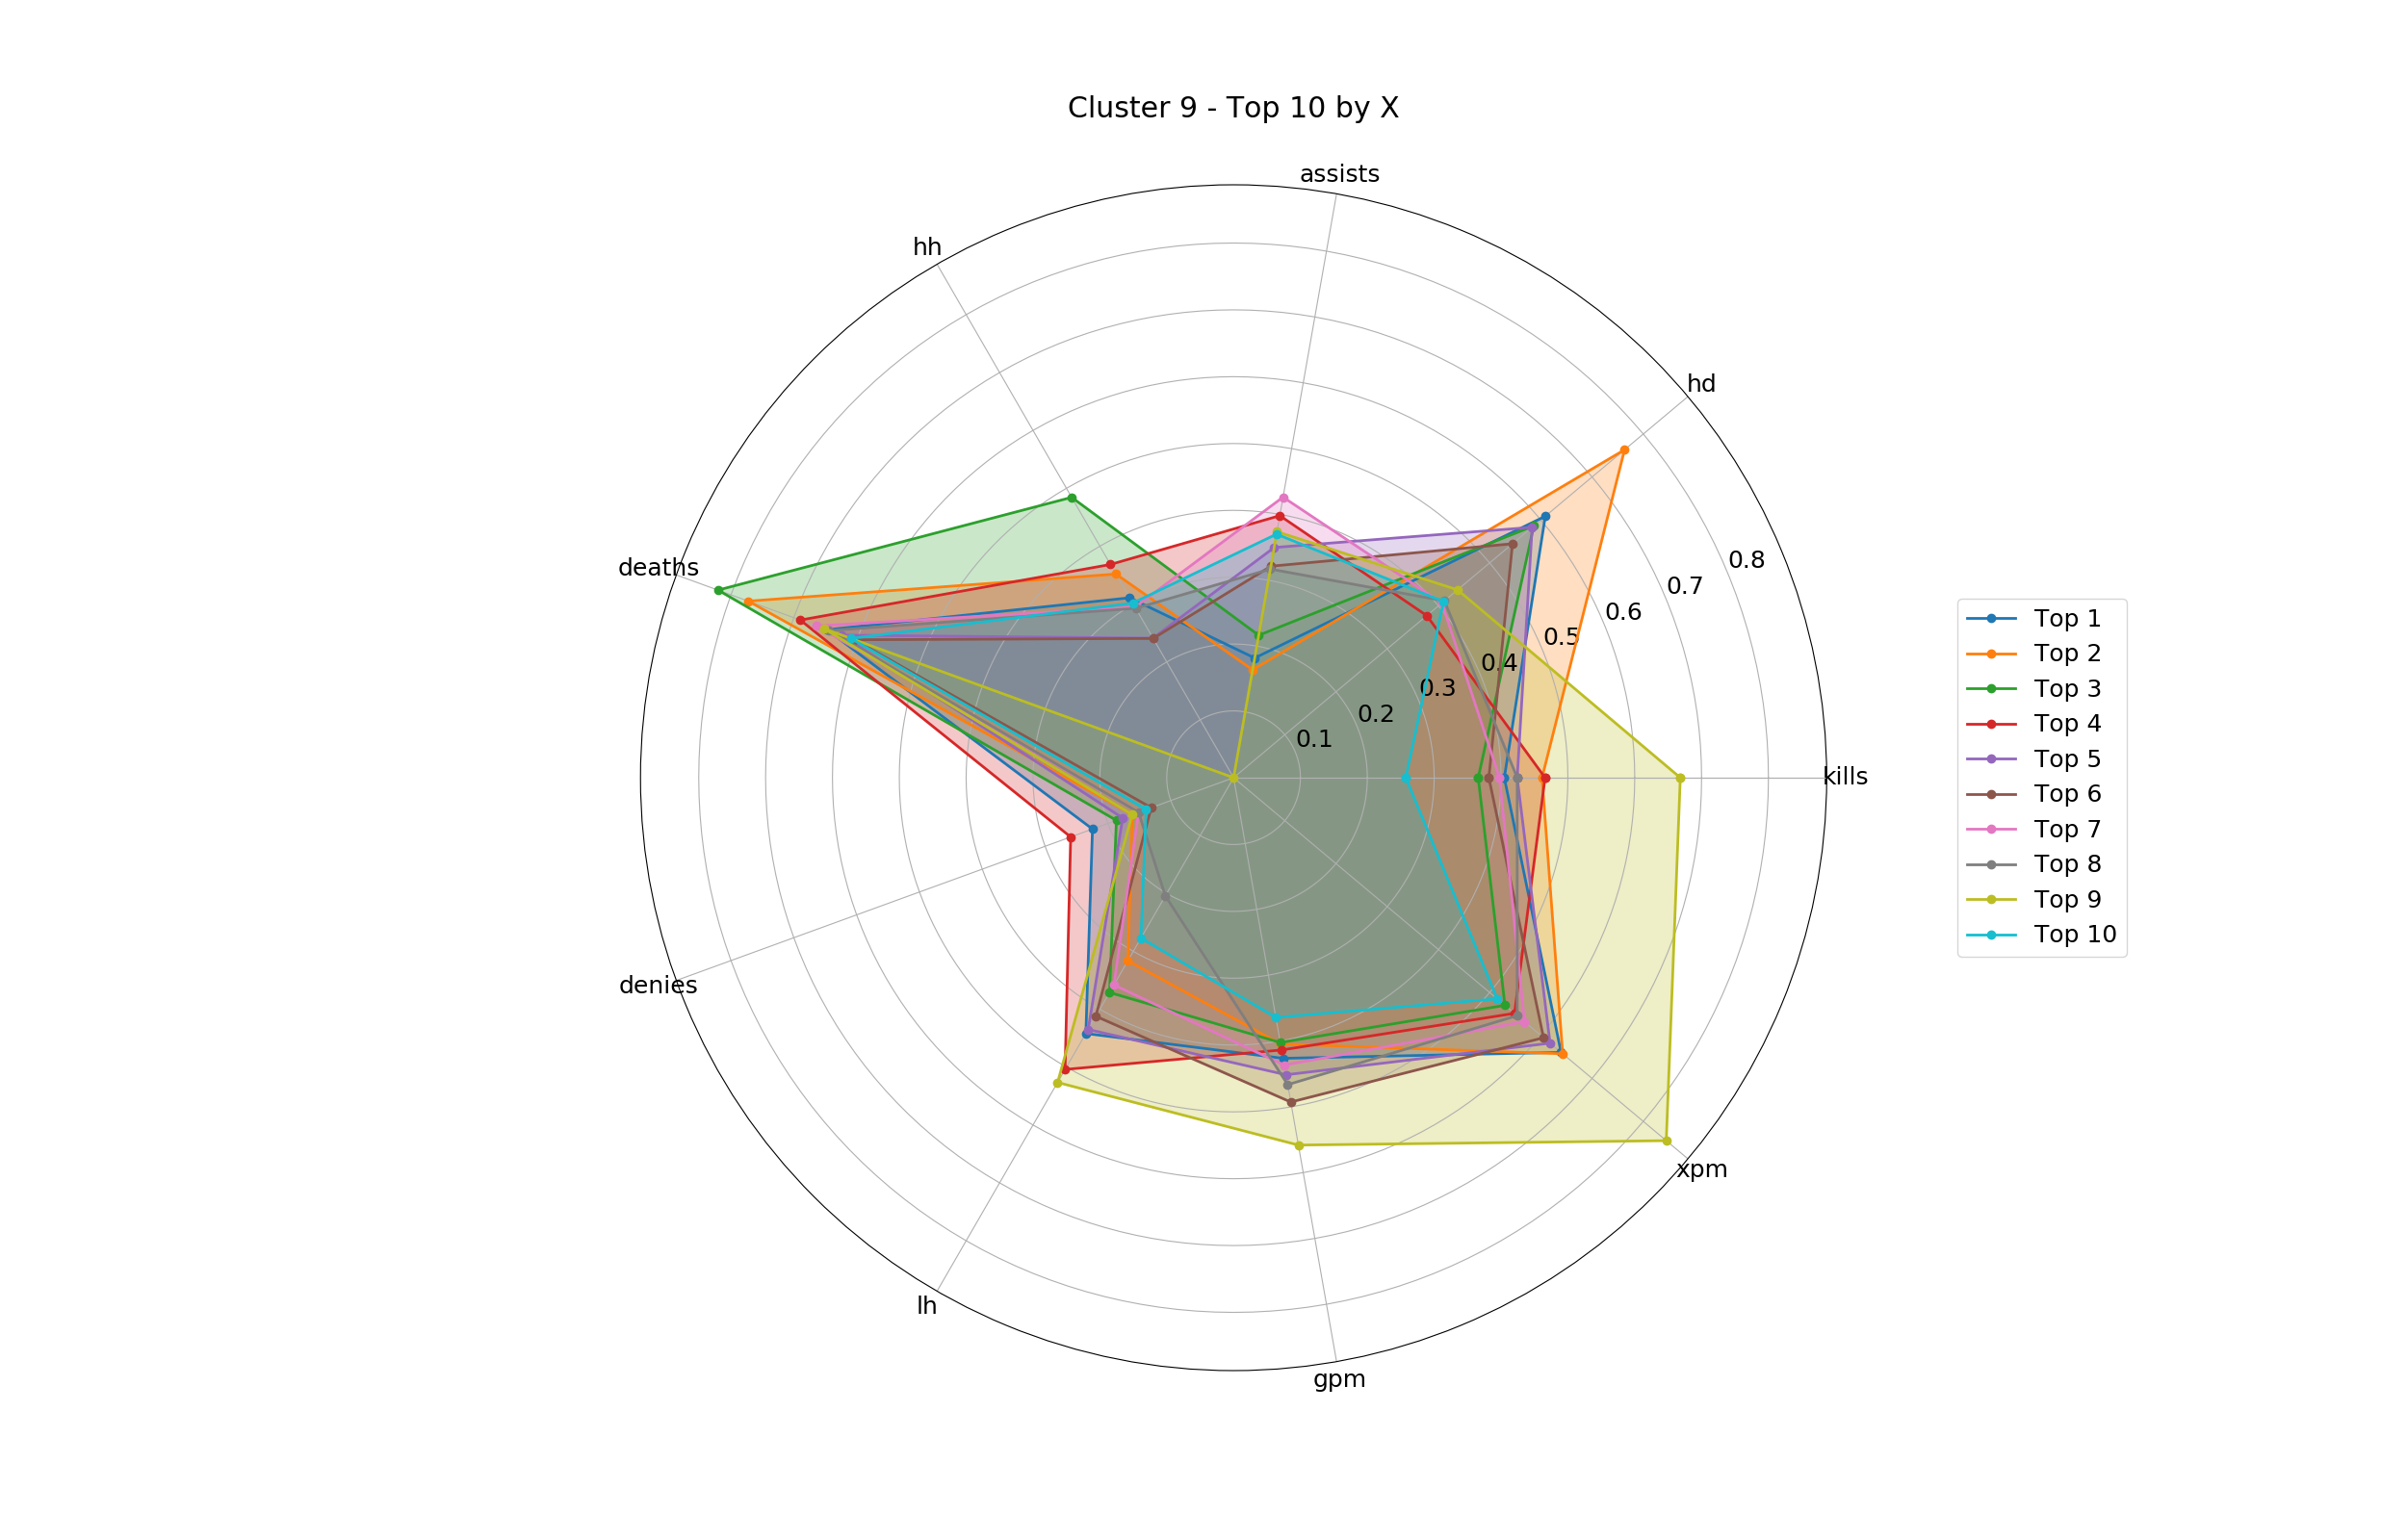 Cluster 9 - Top 10 by X
assists
hd
hh
deaths
kills
denies
xpm
lh
gpm
0.1
0.2
0.3
0.4
0.5
0.6
0.7
0.8
Top 1
Top 2
Top 3
Top 4
Top 5
Top 6
Top 7
Top 8
Top 9
Top 10